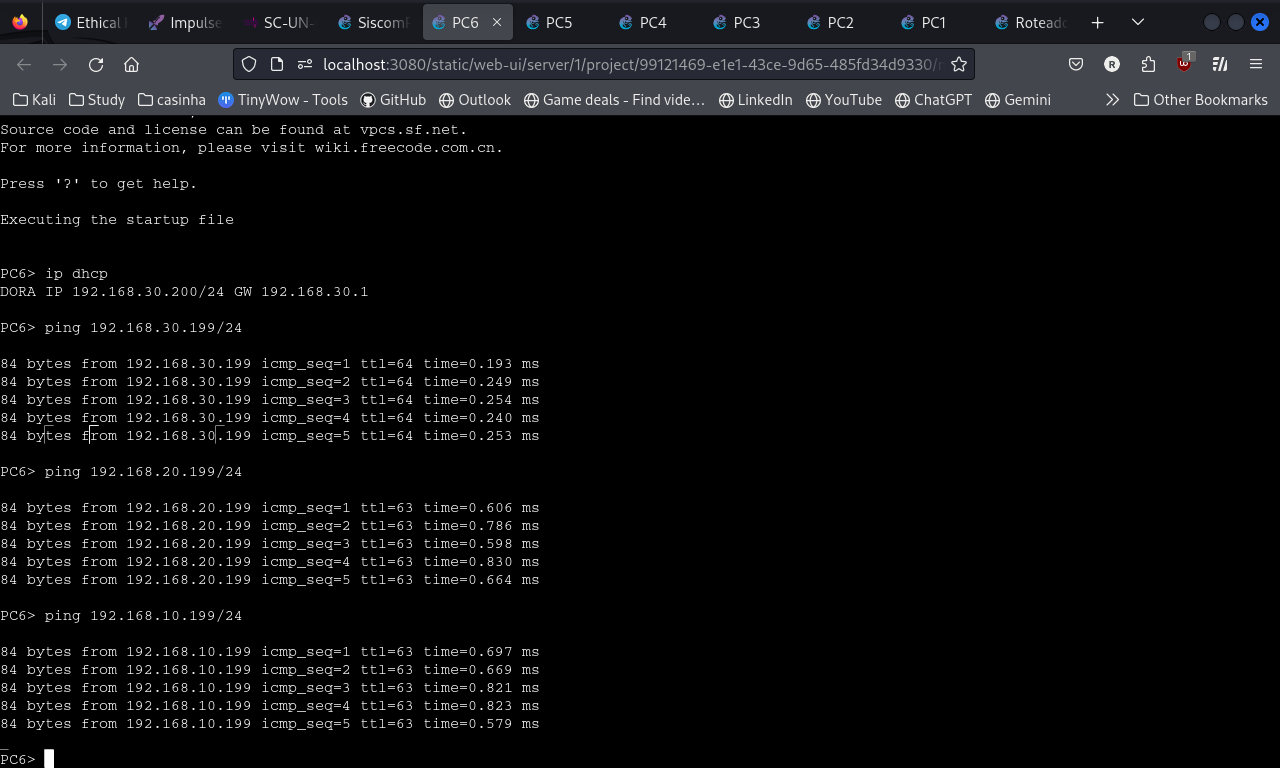 Ethical
Impulse
SC-UN-
Siscom
PC6
PC5
PC4
PC3
PC2
PC1
Rotead
localhost:3080/static/web-ui/server/1/project/99121469-e1e1-43ce-9d65-485fd34d9330/
R
1
Kali
Study
casinha
TinyWow - Tools
GitHub
Outlook
Game deals - Find vide…
LinkedIn
YouTube
ChatGPT
Gemini
Other Bookmarks
Source code and license can be found at vpcs.sf.net.
For more information, please visit wiki.freecode.com.cn.
Press '?' to get help.
Executing the startup file
PC6> ip dhcp
DORA IP 192.168.30.200/24 GW 192.168.30.1
PC6> ping 192.168.30.199/24
84 bytes from 192.168.30.199 icmp_seq=1 ttl=64 time=0.193 ms
84 bytes from 192.168.30.199 icmp_seq=2 ttl=64 time=0.249 ms
84 bytes from 192.168.30.199 icmp_seq=3 ttl=64 time=0.254 ms
84 bytes from 192.168.30.199 icmp_seq=4 ttl=64 time=0.240 ms
84 bytes from 192.168.30.199 icmp_seq=5 ttl=64 time=0.253 ms
PC6> ping 192.168.20.199/24
84 bytes from 192.168.20.199 icmp_seq=1 ttl=63 time=0.606 ms
84 bytes from 192.168.20.199 icmp_seq=2 ttl=63 time=0.786 ms
84 bytes from 192.168.20.199 icmp_seq=3 ttl=63 time=0.598 ms
84 bytes from 192.168.20.199 icmp_seq=4 ttl=63 time=0.830 ms
84 bytes from 192.168.20.199 icmp_seq=5 ttl=63 time=0.664 ms
PC6> ping 192.168.10.199/24
84 bytes from 192.168.10.199 icmp_seq=1 ttl=63 time=0.697 ms
84 bytes from 192.168.10.199 icmp_seq=2 ttl=63 time=0.669 ms
84 bytes from 192.168.10.199 icmp_seq=3 ttl=63 time=0.821 ms
84 bytes from 192.168.10.199 icmp_seq=4 ttl=63 time=0.823 ms
84 bytes from 192.168.10.199 icmp_seq=5 ttl=63 time=0.579 ms
PC6>